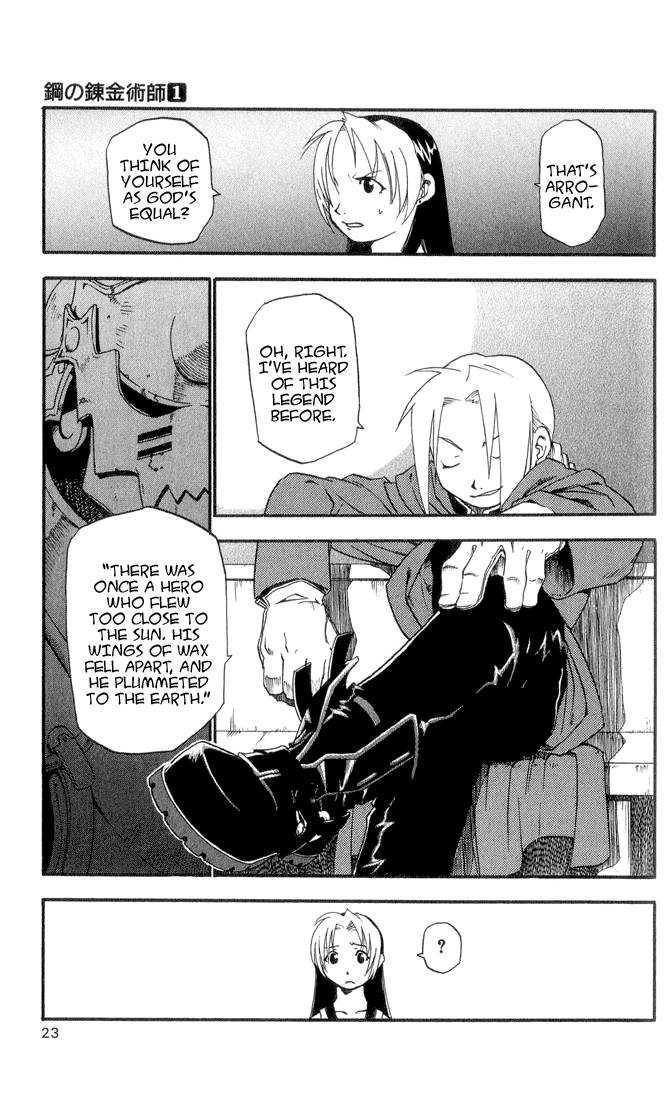 鋼の錬金術師1
THAT'S
ARRO-
GANT.
YOU
THINK OF
YOURSELF
AS GOD'S
EQUAL?
OH, RIGHT.
I'VE HEARD
OF THIS
LEGEND
BEFORE.
"THERE WAS
ONCE A HERO
WHO FLEW
TOO CLOSE TO
THE SUN. HIS
WINGS OF WAX
FELL APART, AND
HE PLUMMETED
TO THE EARTH."
?
23